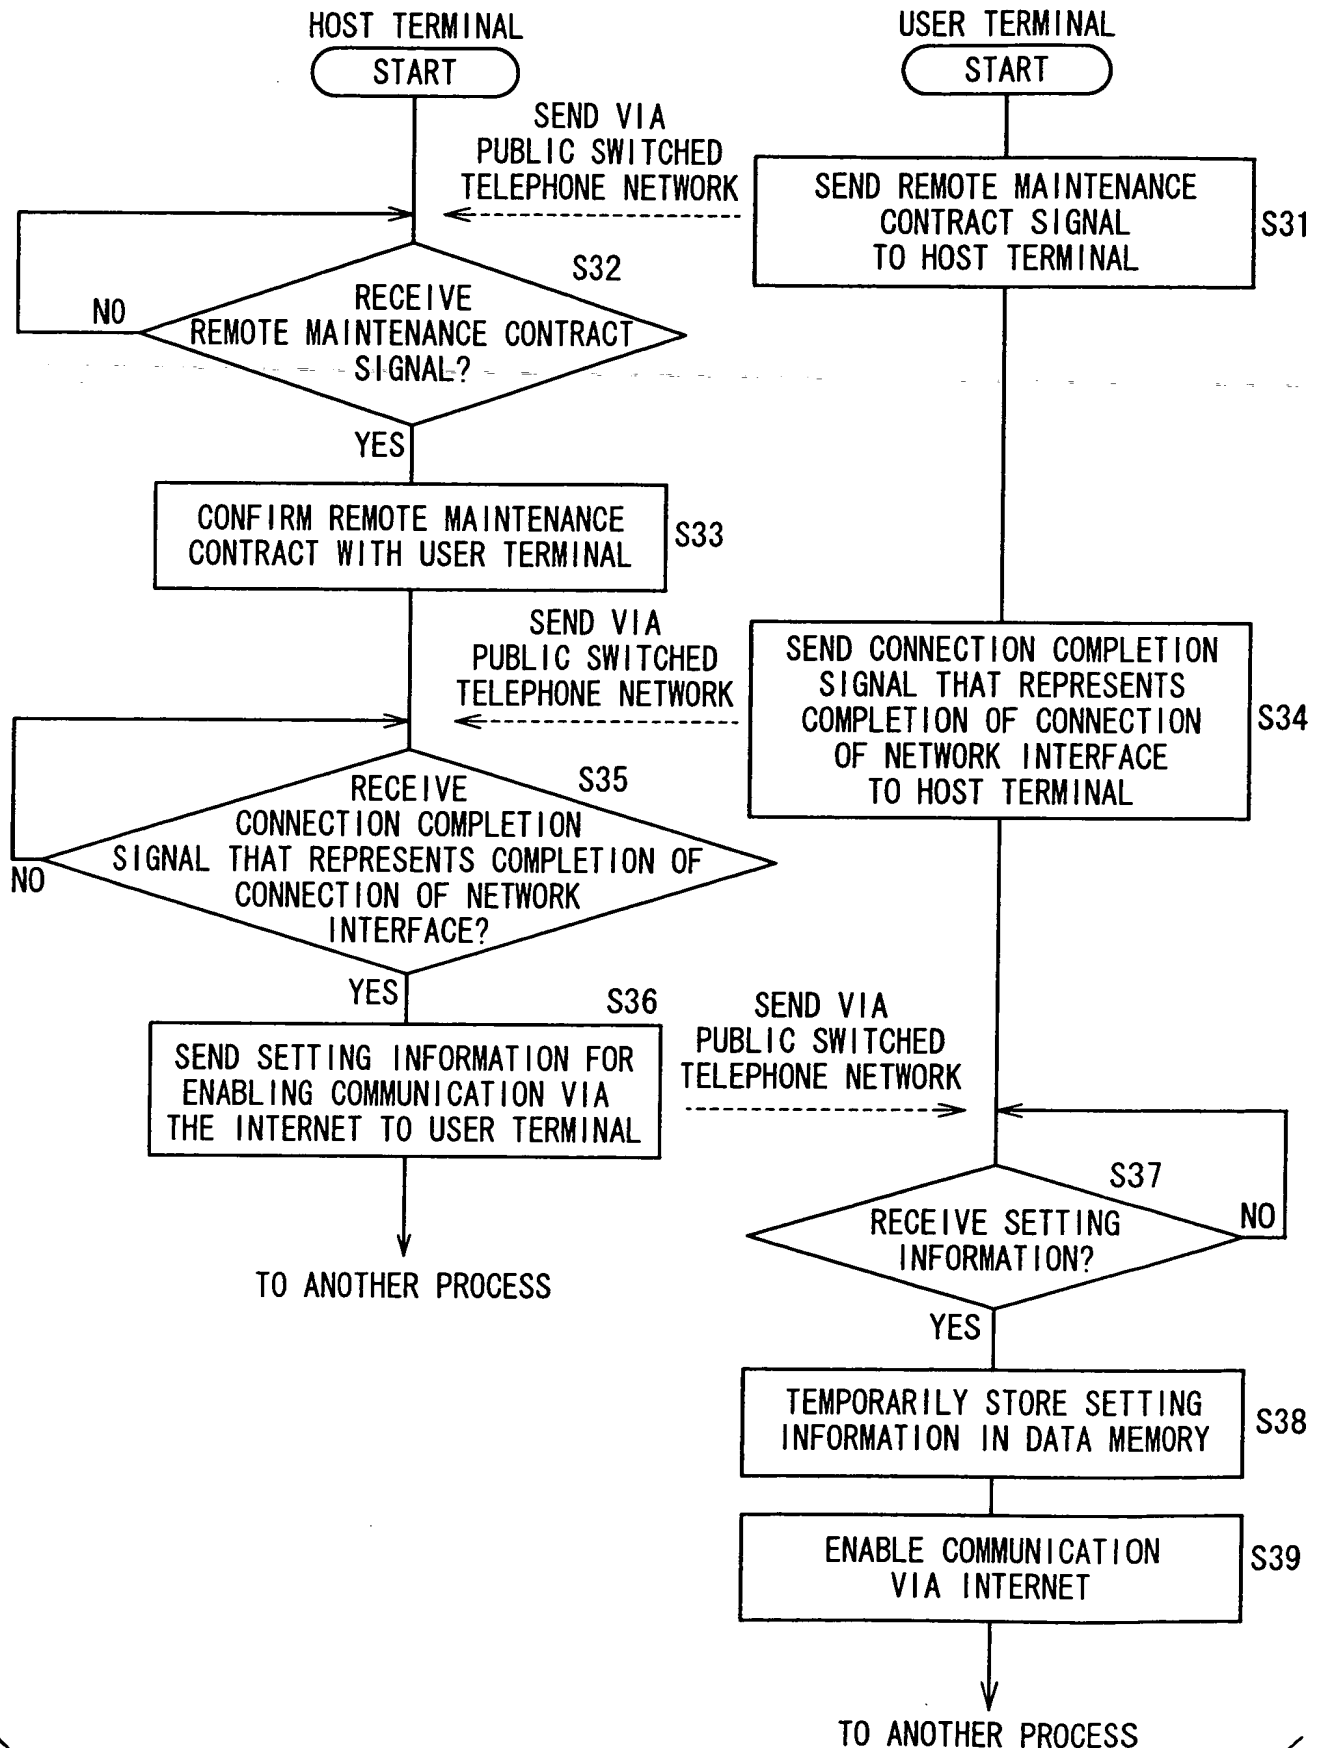 HOST TERMINAL
START
USER TERMINAL
START
SEND VIA
PUBLIC SWITCHED
TELEPHONE NETWORK
SEND REMOTE MAINTENANCE
CONTRACT SIGNAL
TO HOST TERMINAL
S31
S32
NO
RECEIVE
REMOTE MAINTENANCE CONTRACT
SIGNAL?
YES
CONFIRM REMOTE MAINTENANCE
CONTRACT WITH USER TERMINAL
S33
SEND VIA
PUBLIC SWITCHED
TELEPHONE NETWORK
SEND CONNECTION COMPLETION
SIGNAL THAT REPRESENTS
COMPLETION OF CONNECTION
OF NETWORK INTERFACE
TO HOST TERMINAL
S34
S35
RECEIVE
CONNECTION COMPLETION
SIGNAL THAT REPRESENTS COMPLETION OF
CONNECTION OF NETWORK
INTERFACE?
NO
YES
S36
SEND SETTING INFORMATION FOR
ENABLING COMMUNICATION VIA
THE INTERNET TO USER TERMINAL
SEND VIA
PUBLIC SWITCHED
TELEPHONE NETWORK
TO ANOTHER PROCESS
S37
RECEIVE SETTING
INFORMATION?
NO
YES
TEMPORARILY STORE SETTING
INFORMATION IN DATA MEMORY
S38
ENABLE COMMUNICATION
VIA INTERNET
S39
TO ANOTHER PROCESS